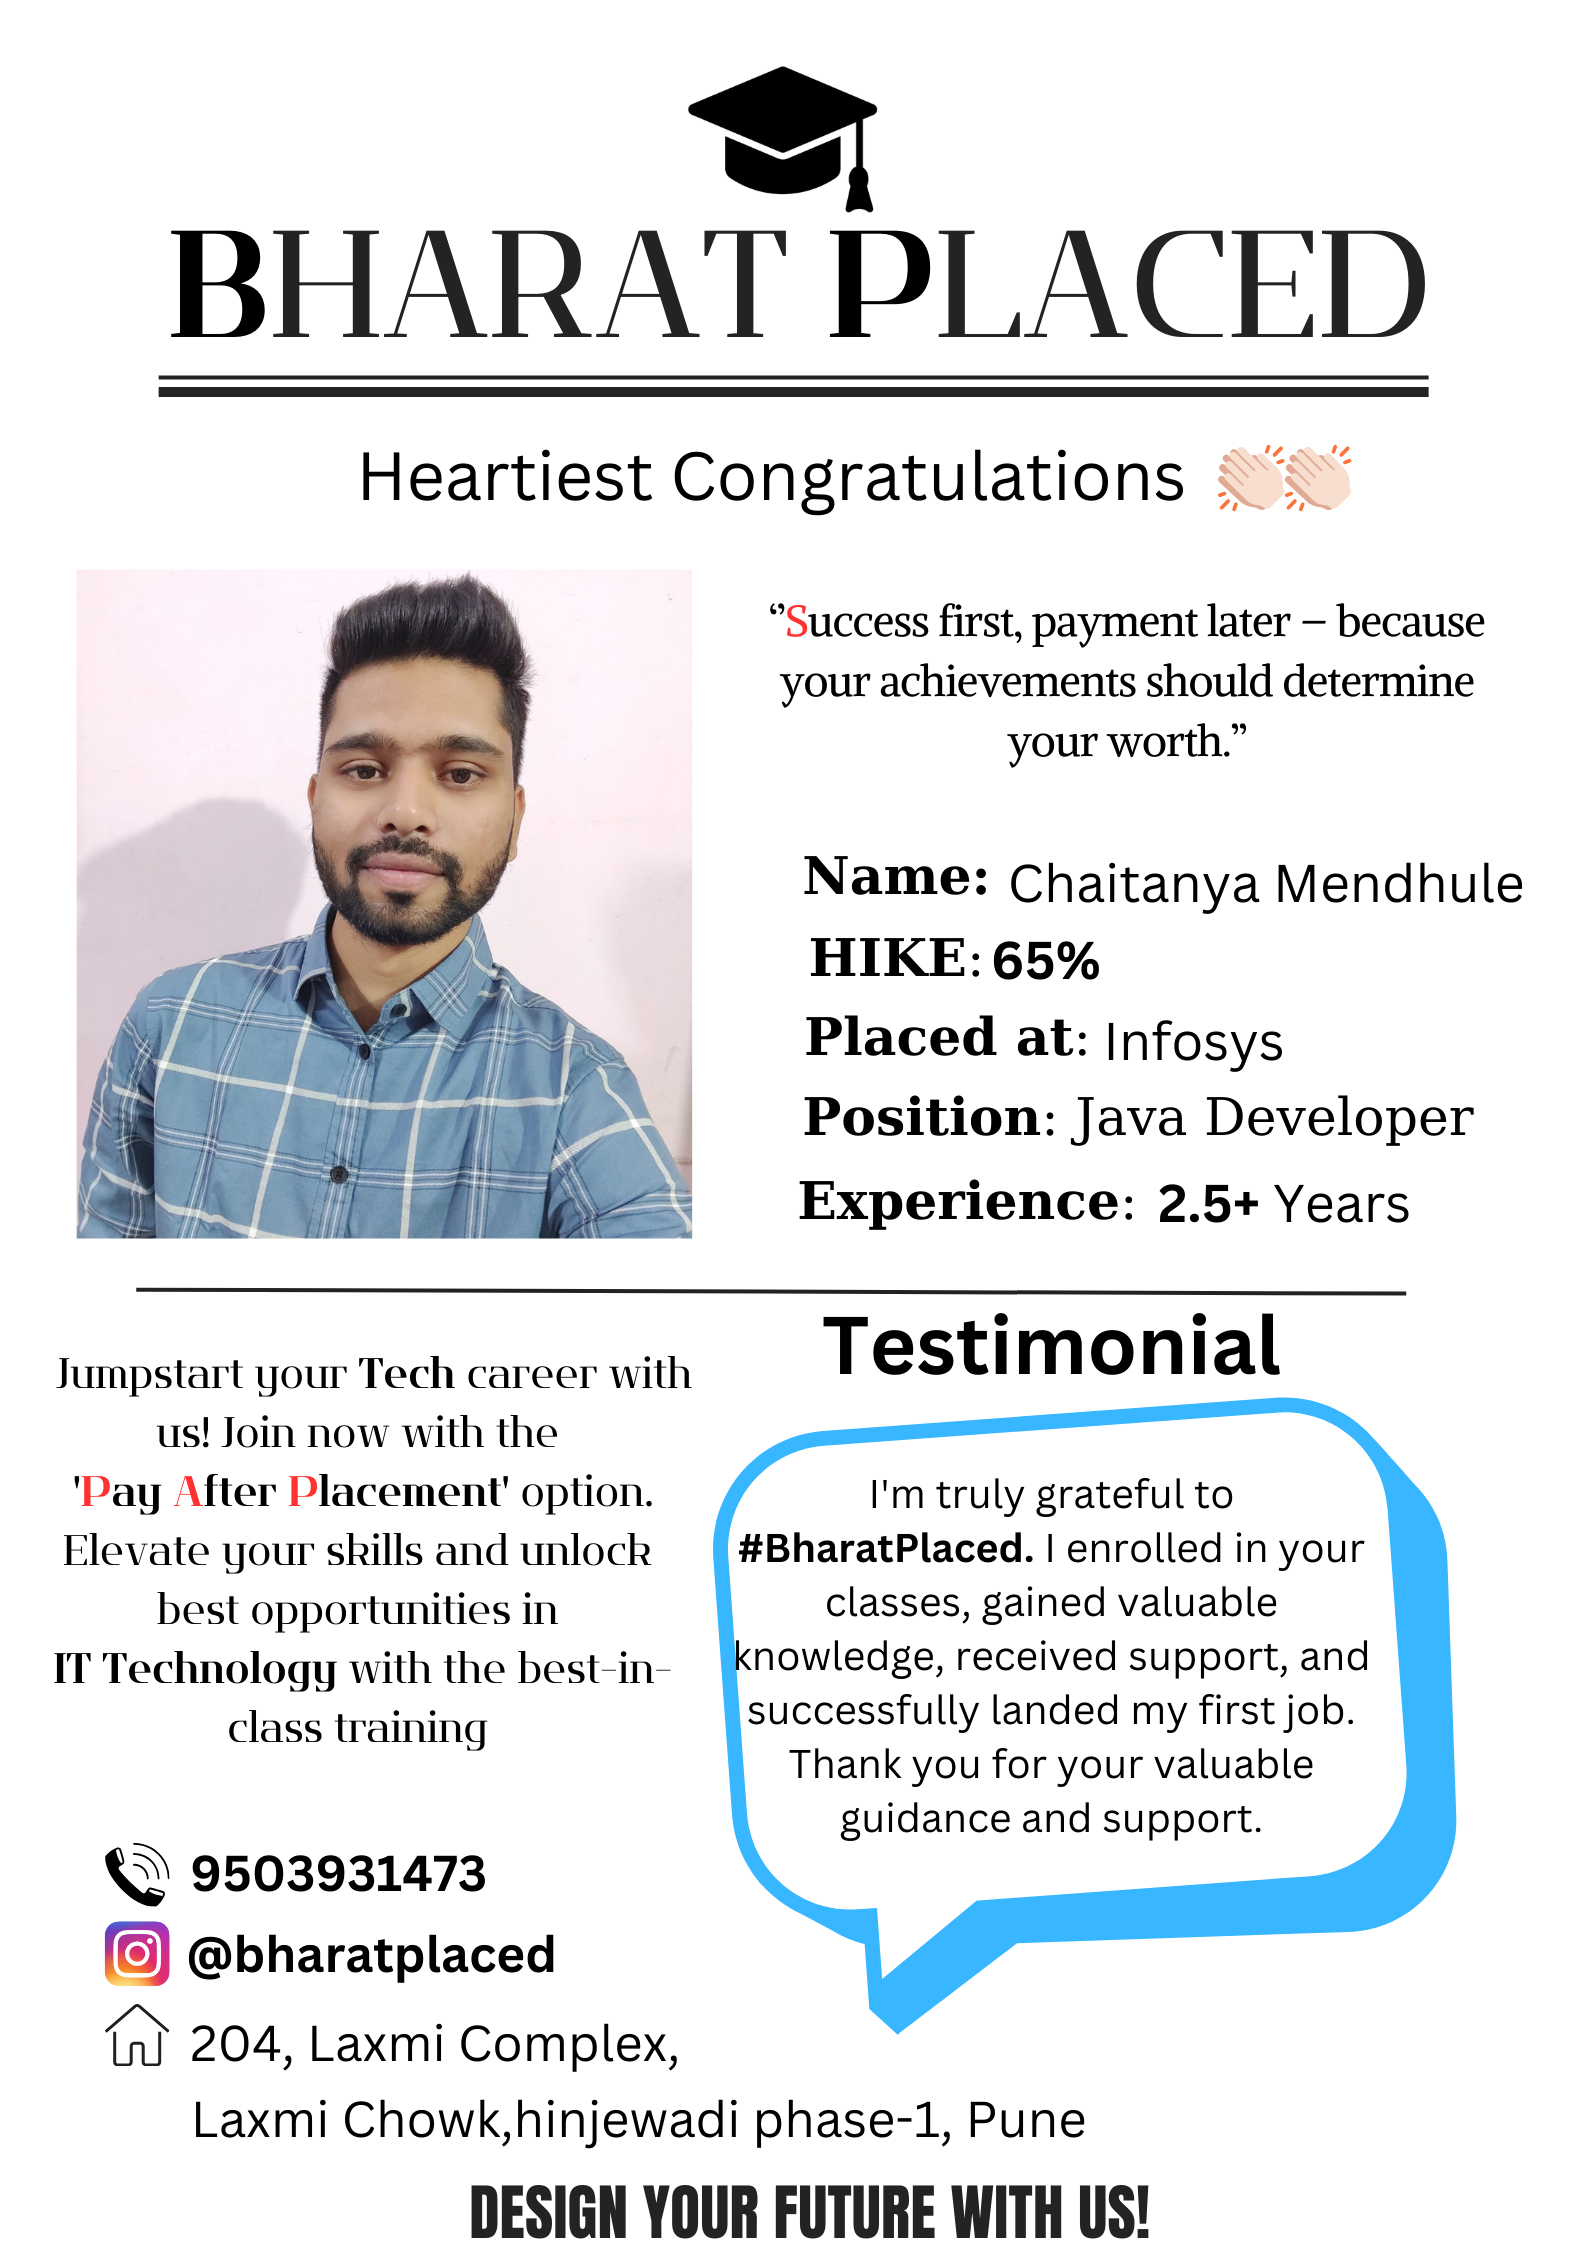 BHARAT PLACED
Heartiest Congratulations 👏🏻👏🏻
“Success first, payment later – because
your achievements should determine
your worth.”
Name: Chaitanya Mendhule
HIKE: 65%
Placed at: Infosys
Position: Java Developer
Experience: 2.5+ Years
Jumpstart your Tech career with
us! Join now with the
'Pay After Placement' option.
Elevate your skills and unlock
best opportunities in
IT Technology with the best-in-
class training
Testimonial
I'm truly grateful to
#BharatPlaced. I enrolled in your
classes, gained valuable
knowledge, received support, and
successfully landed my first job.
Thank you for your valuable
guidance and support.
9503931473
@bharatplaced
204, Laxmi Complex,
Laxmi Chowk,hinjewadi phase-1, Pune
DESIGN YOUR FUTURE WITH US!